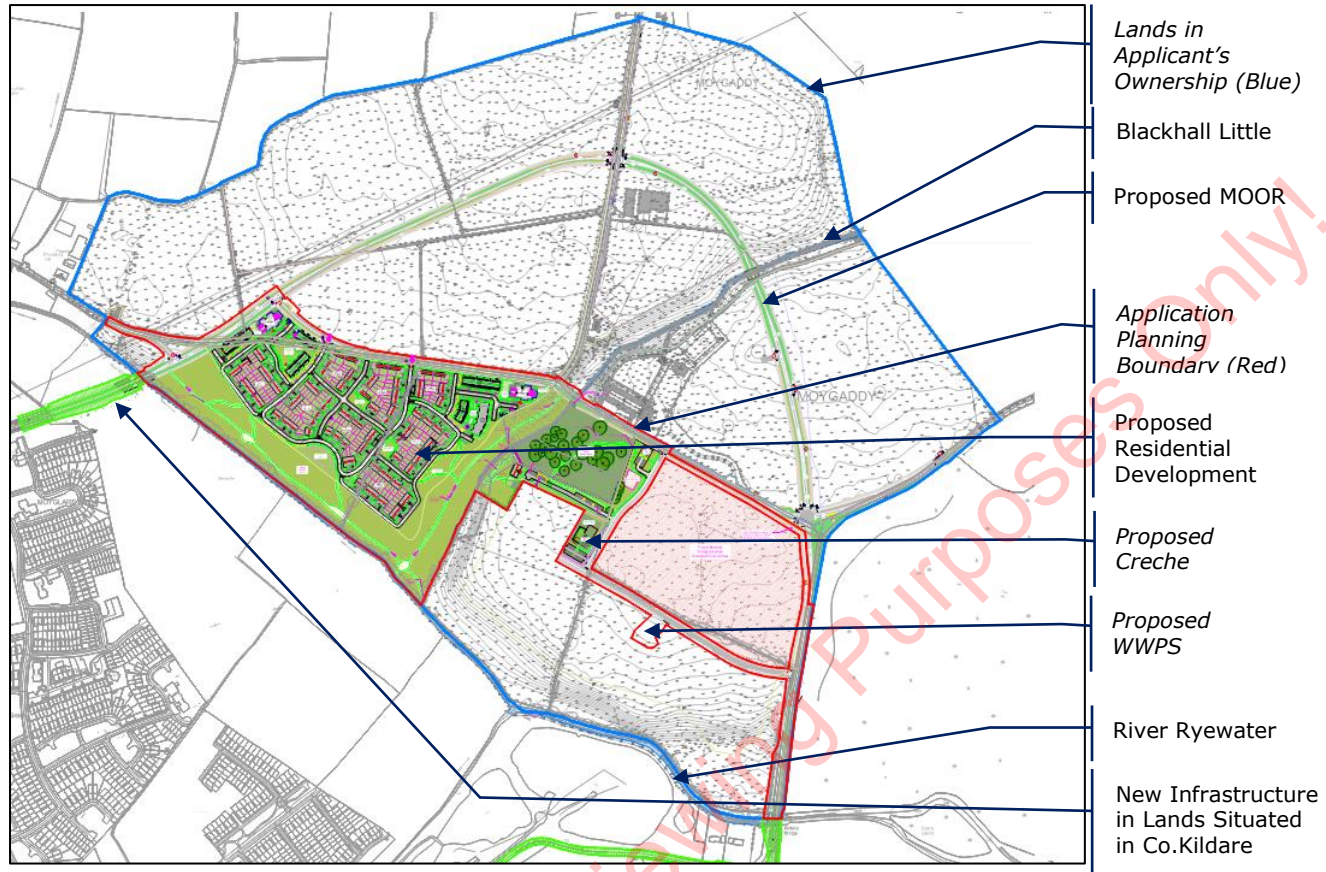 MOYGADDY
MOYGADDY
Lands in
Applicant’s
Ownership (Blue)
Blackhall Little
Proposed MOOR
Application
Planning
Boundary (Red)
Proposed
Residential
Development
Proposed
Creche
Proposed
WWPS
River Ryewater
New Infrastructure
in Lands Situated
in Co.Kildare
Viewing Purposes Only!